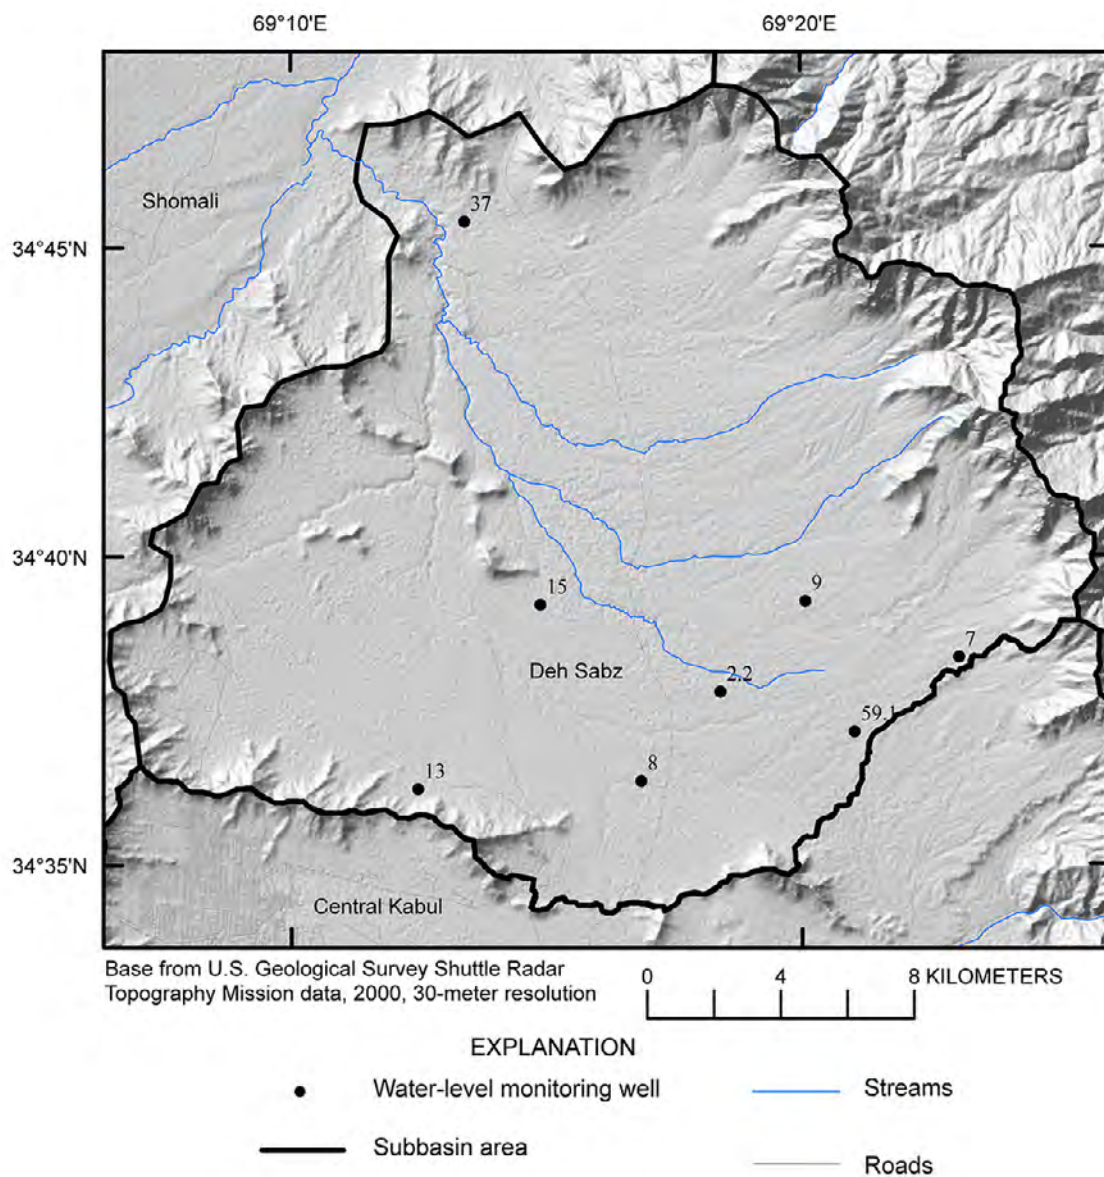 69°10'E
69°20'E
Shomali
37
34°45'N
34°40'N
15
9
7
Deh Sabz
2.2
59.1
13
8
34°35'N
Central Kabul
Base from U.S. Geological Survey Shuttle Radar
Topography Mission data, 2000, 30-meter resolution
0 4 8 KILOMETERS
EXPLANATION
Water-level monitoring well
Streams
Subbasin area
Roads